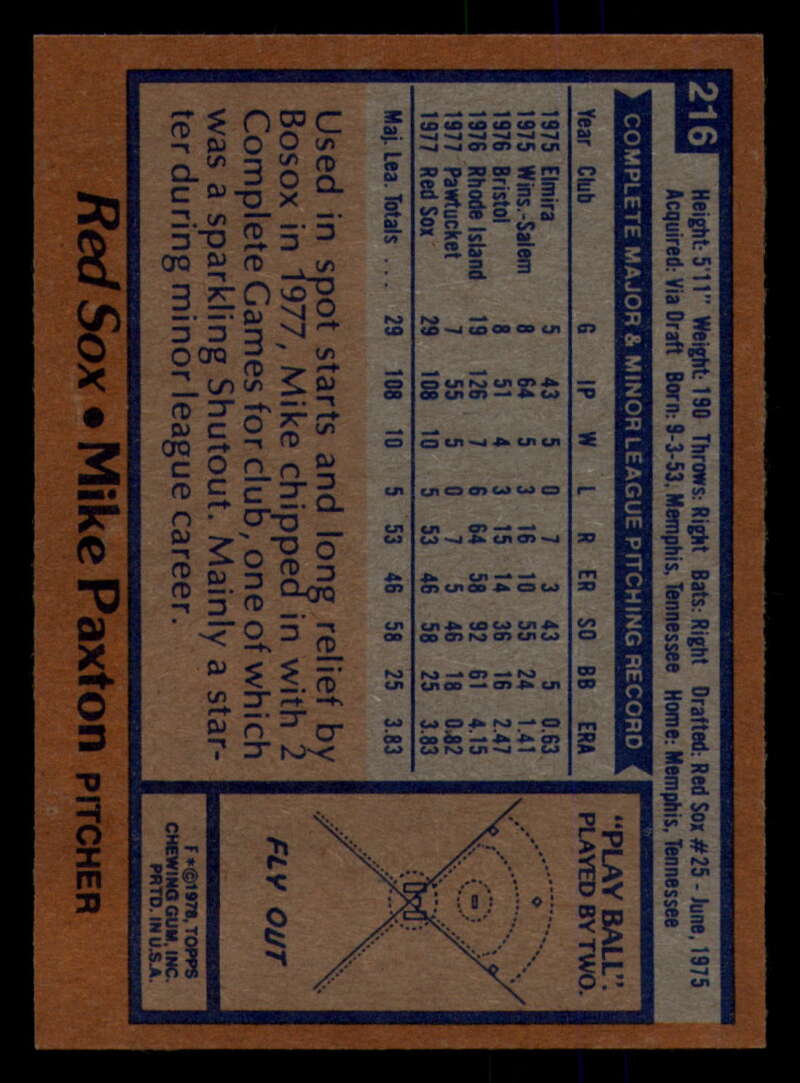 216
Height: 5'11" Weight: 190 Throws: Right Bats: Right Drafted: Red Sox #25 - June, 1975
Acquired: Via Draft Born: 9-3-53, Memphis, Tennessee Home: Memphis, Tennessee
COMPLETE MAJOR & MINOR LEAGUE PITCHING RECORD
Year Club G IP W L R ER SO BB ERA
1975 Elmira 5 43 5 0 7 3 43 5 0.63
1975 Wins.-Salem 8 64 5 3 16 10 55 24 1.41
1976 Bristol 8 51 4 3 15 14 36 16 2.47
1976 Rhode Island 19 126 7 6 64 58 92 61 4.15
1977 Pawtucket 7 55 5 0 7 5 46 18 0.82
1977 Red Sox 29 108 10 5 53 46 58 25 3.83
Maj. Lea. Totals . . . 29 108 10 5 53 46 58 25 3.83
Used in spot starts and long relief by
Bosox in 1977, Mike chipped in with 2
Complete Games for club, one of which
was a sparkling Shutout. Mainly a star-
ter during minor league career.
"PLAY BALL".
PLAYED BY TWO.
FLY OUT
F*©1978, TOPPS
CHEWING GUM, INC.
PRTD. IN U.S.A.
Red Sox • Mike Paxton PITCHER